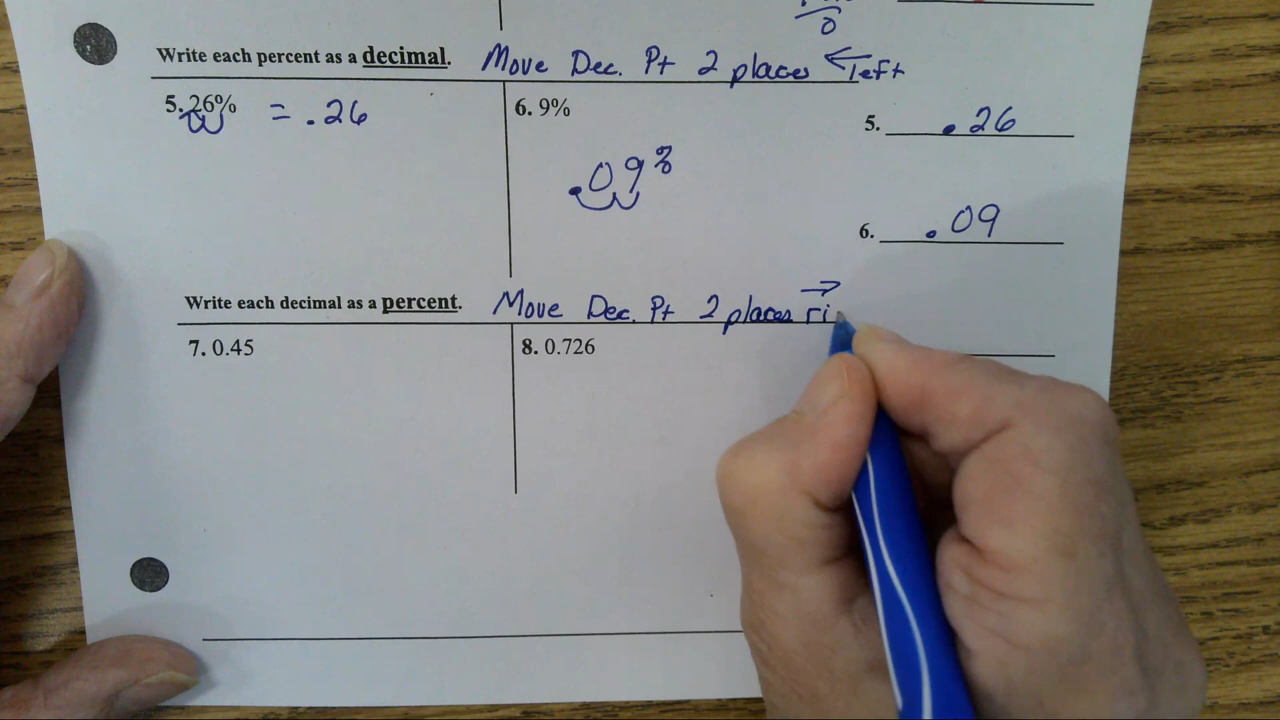 0
Write each percent as a decimal. Move Dec. Pt 2 places ← left
5. 26% = .26
6. 9%
5. .26
.09%
6. .09
Write each decimal as a percent. Move Dec. Pt 2 places → ri
7. 0.45
8. 0.726